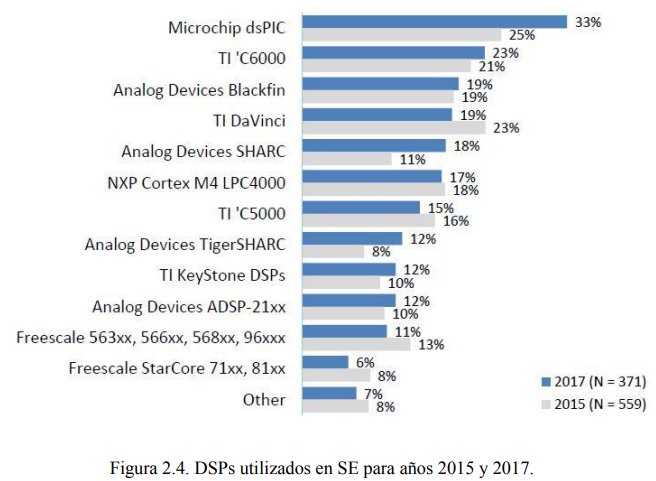 Microchip dsPIC 33%
25%
TI 'C6000 23%
21%
Analog Devices Blackfin 19%
19%
TI DaVinci 19%
23%
Analog Devices SHARC 18%
11%
NXP Cortex M4 LPC4000 17%
18%
TI 'C5000 15%
16%
Analog Devices TigerSHARC 12%
8%
TI KeyStone DSPs 12%
10%
Analog Devices ADSP-21xx 12%
10%
Freescale 563xx, 566xx, 568xx, 96xxx 11%
13%
Freescale StarCore 71xx, 81xx 6%
8%
Other 7%
8%
2017 (N = 371)
2015 (N = 559)
Figura 2.4. DSPs utilizados en SE para años 2015 y 2017.